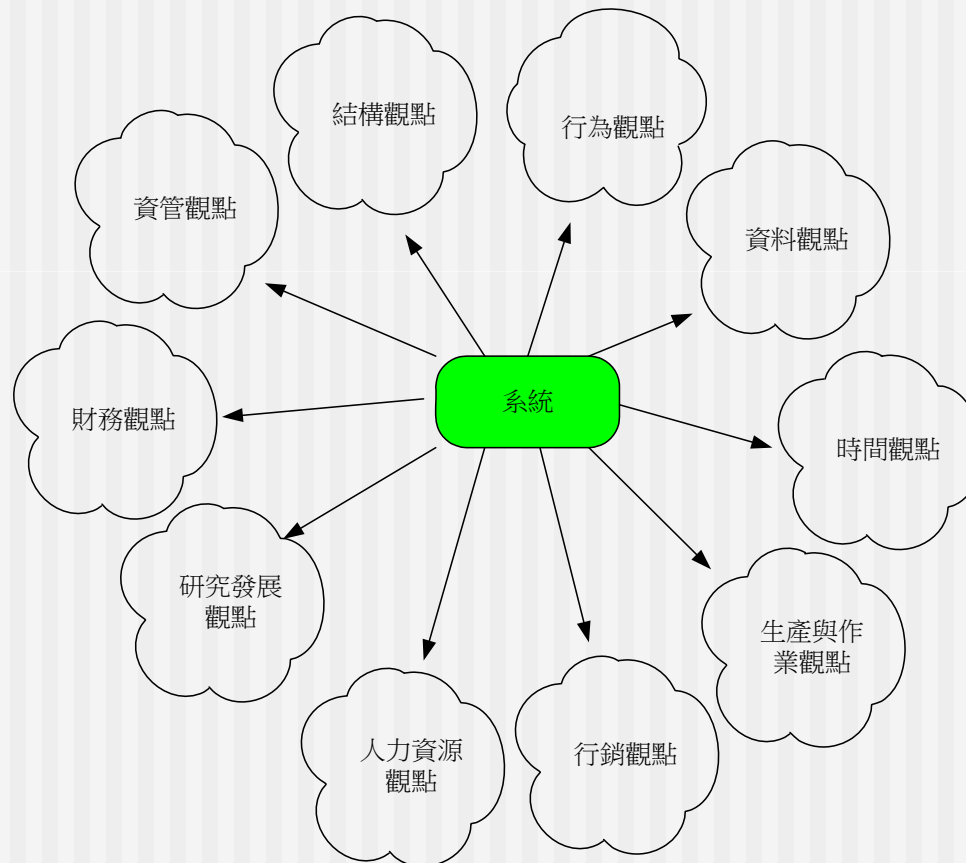 結構觀點
行為觀點
資管觀點
資料觀點
系統
財務觀點
時間觀點
研究發展
觀點
生產與作
業觀點
人力資源
觀點
行銷觀點